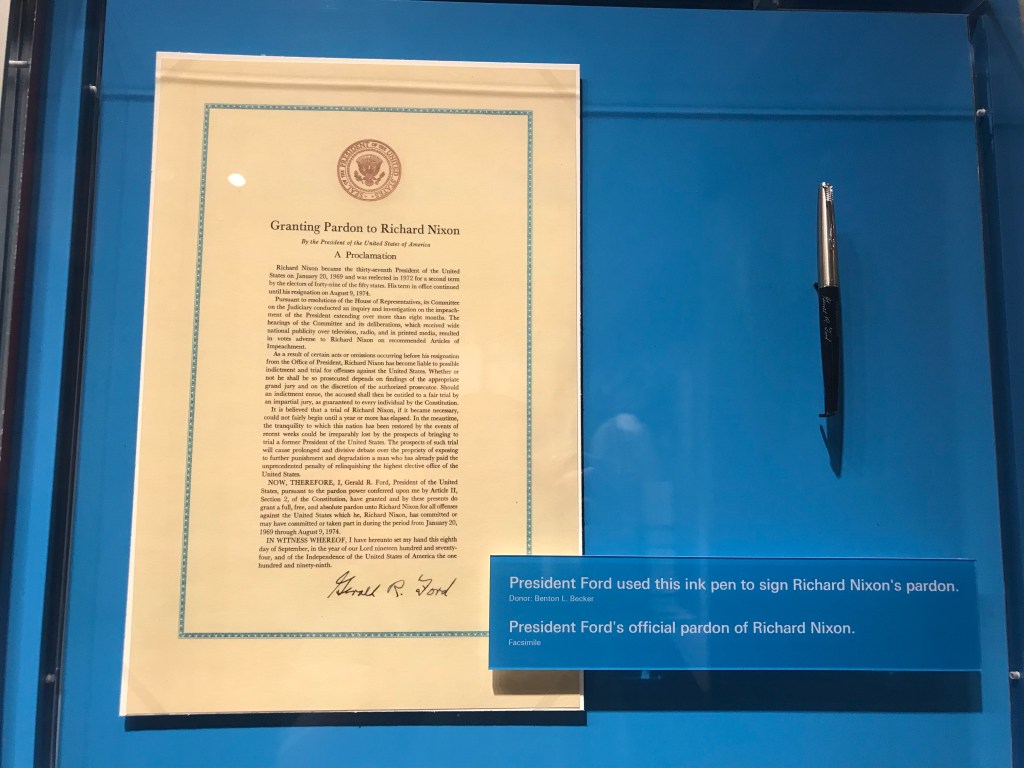 SEAL OF THE PRESIDENT OF THE UNITED STATES
Granting Pardon to Richard Nixon
By the President of the United States of America
A Proclamation
Richard Nixon became the thirty-seventh President of the United
States on January 20, 1969 and was reelected in 1972 for a second term
by the electors of forty-nine of the fifty states. His term in office continued
until his resignation on August 9, 1974.
Pursuant to resolutions of the House of Representatives, its Committee
on the Judiciary conducted an inquiry and investigation on the impeach-
ment of the President extending over more than eight months. The
hearings of the Committee and its deliberations, which received wide
national publicity over television, radio, and in printed media, resulted
in votes adverse to Richard Nixon on recommended Articles of
Impeachment.
As a result of certain acts or omissions occurring before his resignation
from the Office of President, Richard Nixon has become liable to possible
indictment and trial for offenses against the United States. Whether or
not he shall be so prosecuted depends on findings of the appropriate
grand jury and on the discretion of the authorized prosecutor. Should
an indictment ensue, the accused shall then be entitled to a fair trial by
an impartial jury, as guaranteed to every individual by the Constitution.
It is believed that a trial of Richard Nixon, if it became necessary,
could not fairly begin until a year or more has elapsed. In the meantime,
the tranquility to which this nation has been restored by the events of
recent weeks could be irreparably lost by the prospects of bringing to
trial a former President of the United States. The prospects of such trial
will cause prolonged and divisive debate over the propriety of exposing
to further punishment and degradation a man who has already paid the
unprecedented penalty of relinquishing the highest elective office of the
United States.
NOW, THEREFORE, I, Gerald R. Ford, President of the United
States, pursuant to the pardon power conferred upon me by Article II,
Section 2, of the Constitution, have granted and by these presents do
grant a full, free, and absolute pardon unto Richard Nixon for all offenses
against the United States which he, Richard Nixon, has committed or
may have committed or taken part in during the period from January 20,
1969 through August 9, 1974.
IN WITNESS WHEREOF, I have hereunto set my hand this eighth
day of September, in the year of our Lord nineteen hundred and seventy-
four, and of the Independence of the United States of America the one
hundred and ninety-ninth.
Gerald R. Ford
Gerald R. Ford
President Ford used this ink pen to sign Richard Nixon's pardon.
Donor: Benton L. Becker
President Ford's official pardon of Richard Nixon.
Facsimile